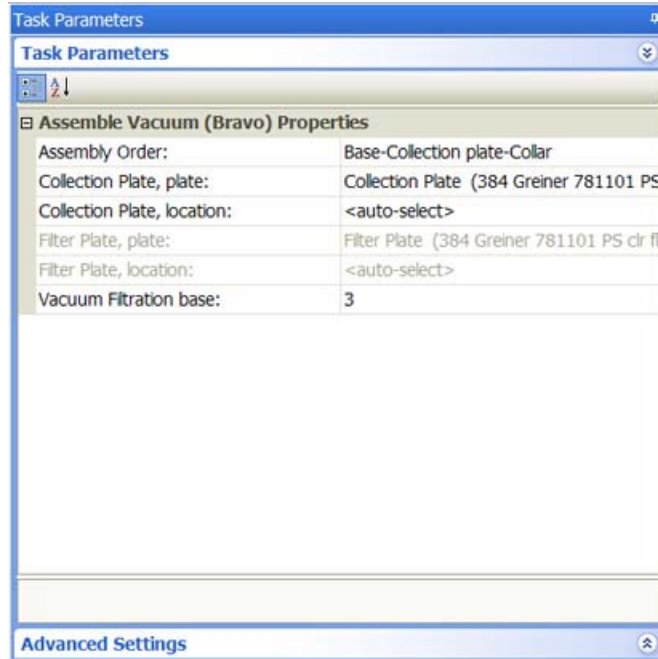 Task Parameters
Task Parameters
Assemble Vacuum (Bravo) Properties
Assembly Order: Base-Collection plate-Collar
Collection Plate, plate: Collection Plate (384 Greiner 781101 PS
Collection Plate, location: <auto-select>
Filter Plate, plate: Filter Plate (384 Greiner 781101 PS clr fl
Filter Plate, location: <auto-select>
Vacuum Filtration base: 3
Advanced Settings